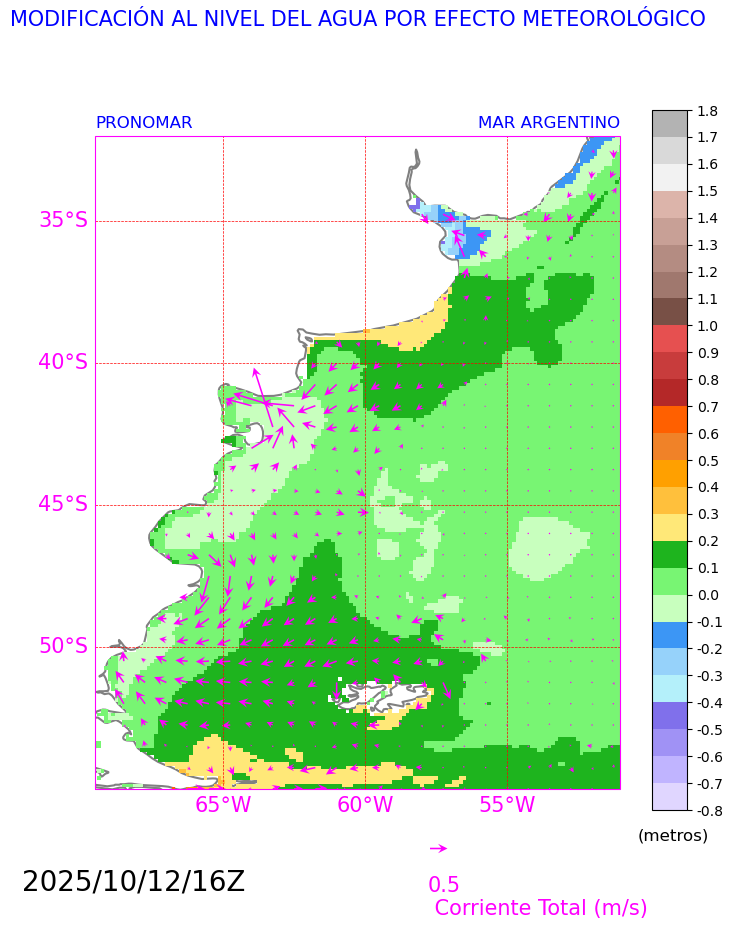 MODIFICACIÓN AL NIVEL DEL AGUA POR EFECTO METEOROLÓGICO
PRONOMAR MAR ARGENTINO
35°S
40°S
45°S
50°S
65°W 60°W 55°W
1.8
1.7
1.6
1.5
1.4
1.3
1.2
1.1
1.0
0.9
0.8
0.7
0.6
0.5
0.4
0.3
0.2
0.1
0.0
-0.1
-0.2
-0.3
-0.4
-0.5
-0.6
-0.7
-0.8
(metros)
2025/10/12/16Z
0.5
Corriente Total (m/s)